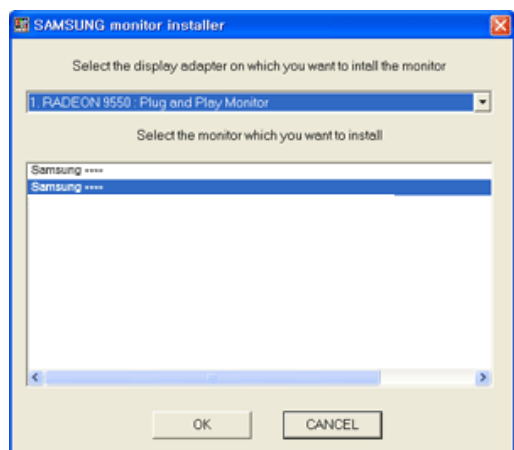 SAMSUNG monitor installer
Select the display adapter on which you want to intall the monitor
1. RADEON 9550 : Plug and Play Monitor
Select the monitor which you want to install
Samsung ****
Samsung ****
OK
CANCEL